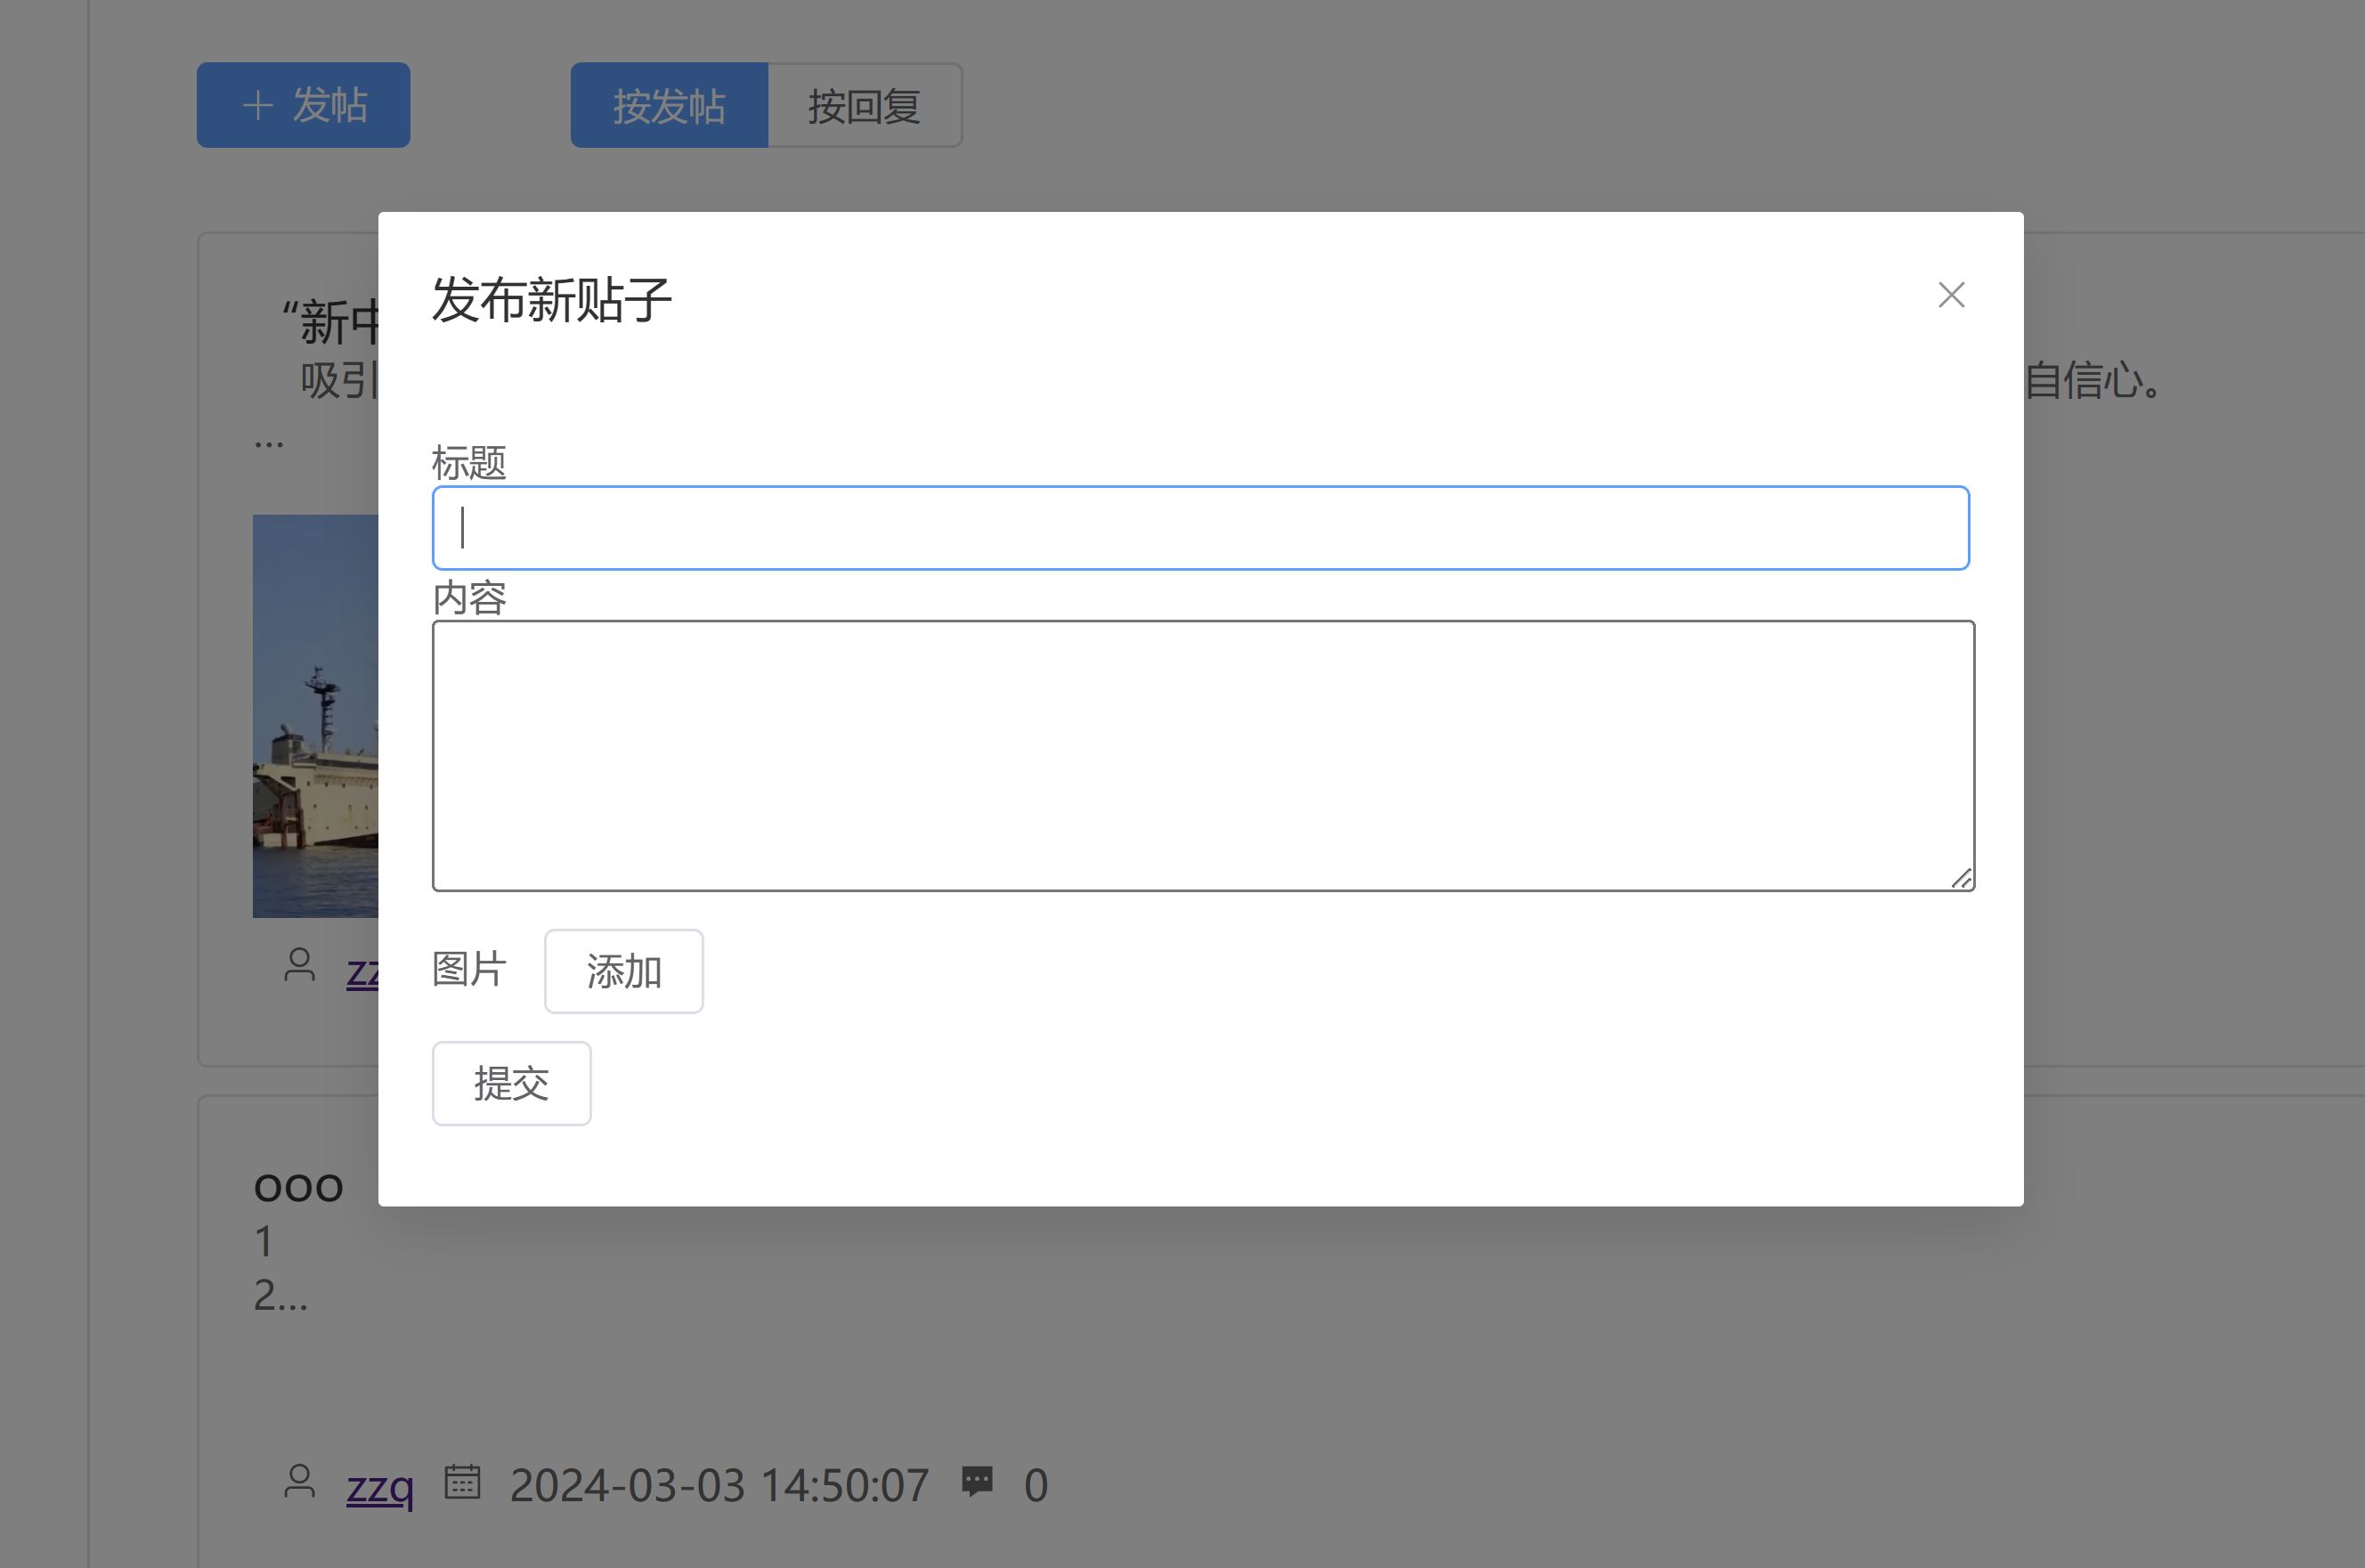 发帖
按发帖 按回复
发布新贴子
“新中
吸引
自信心。
...
标题
内容
图片 添加
zz
提交
ooo
1
2...
zzq 2024-03-03 14:50:07 0